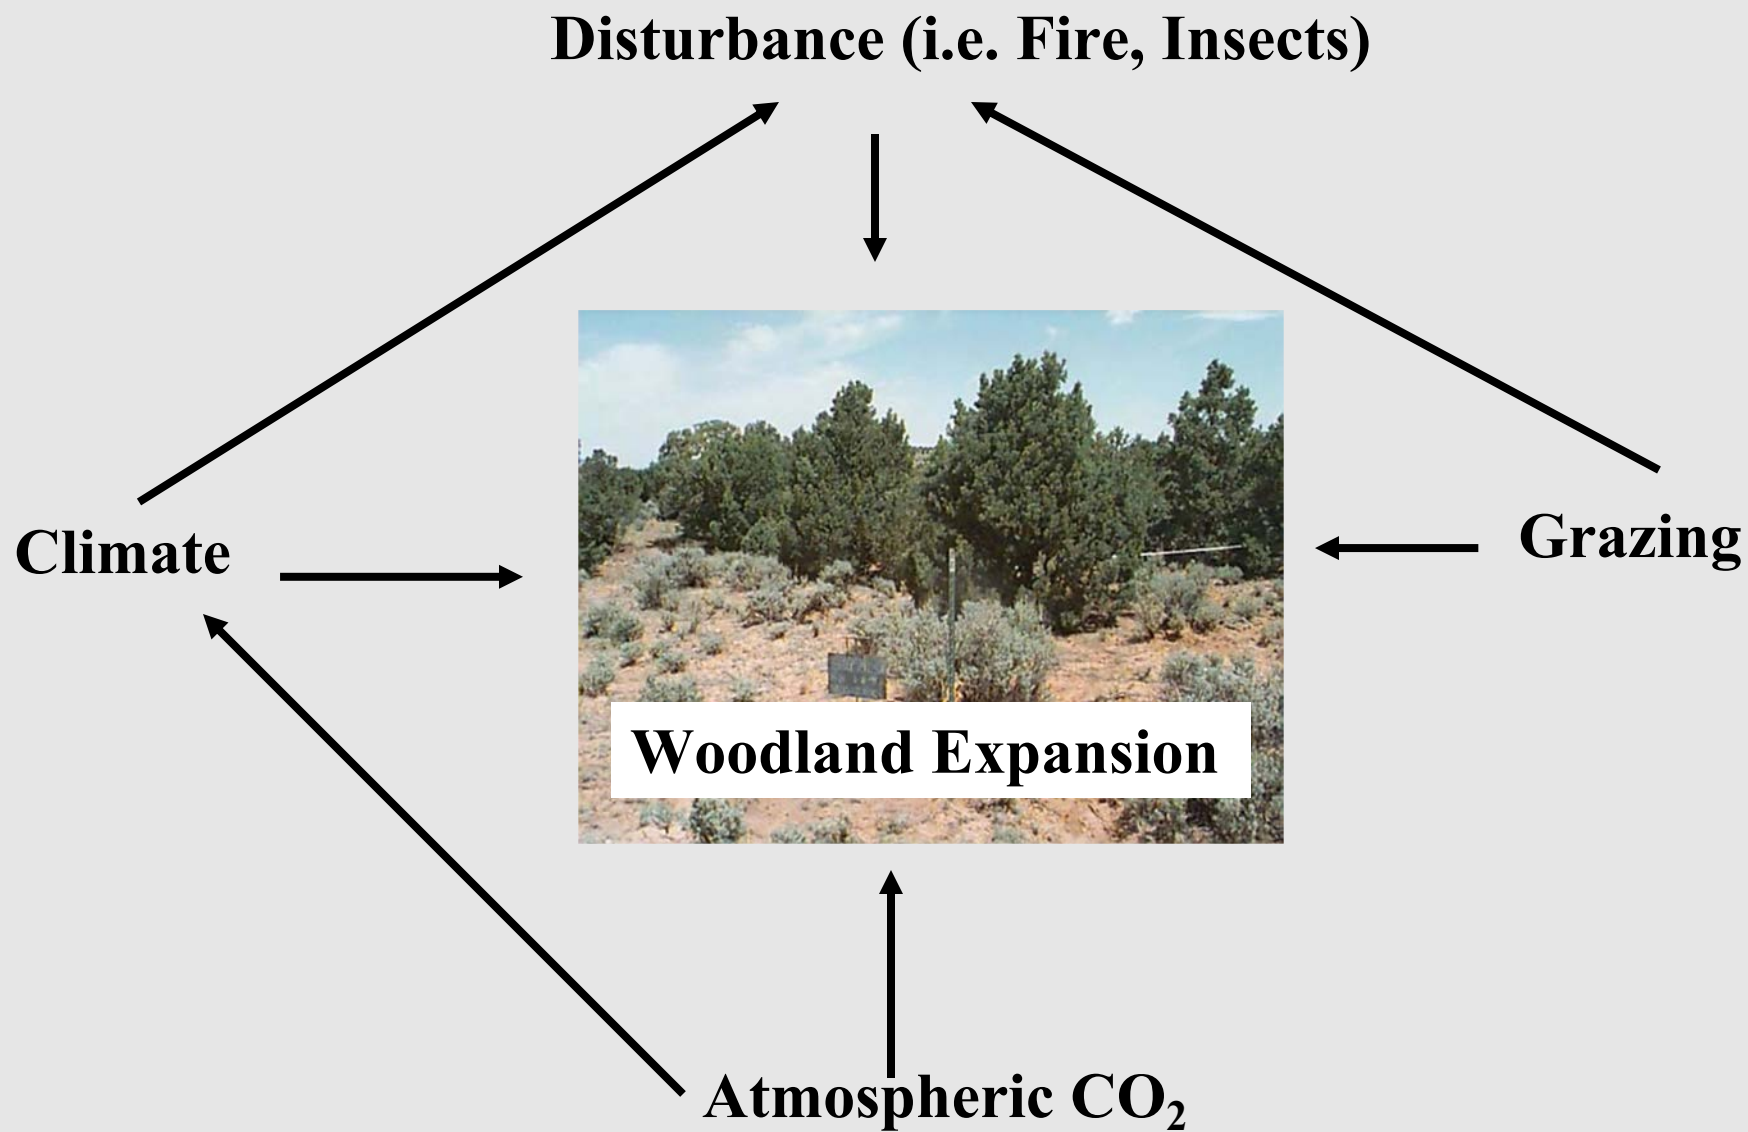 Disturbance (i.e. Fire, Insects)
Climate
Grazing
Woodland Expansion
Atmospheric CO₂